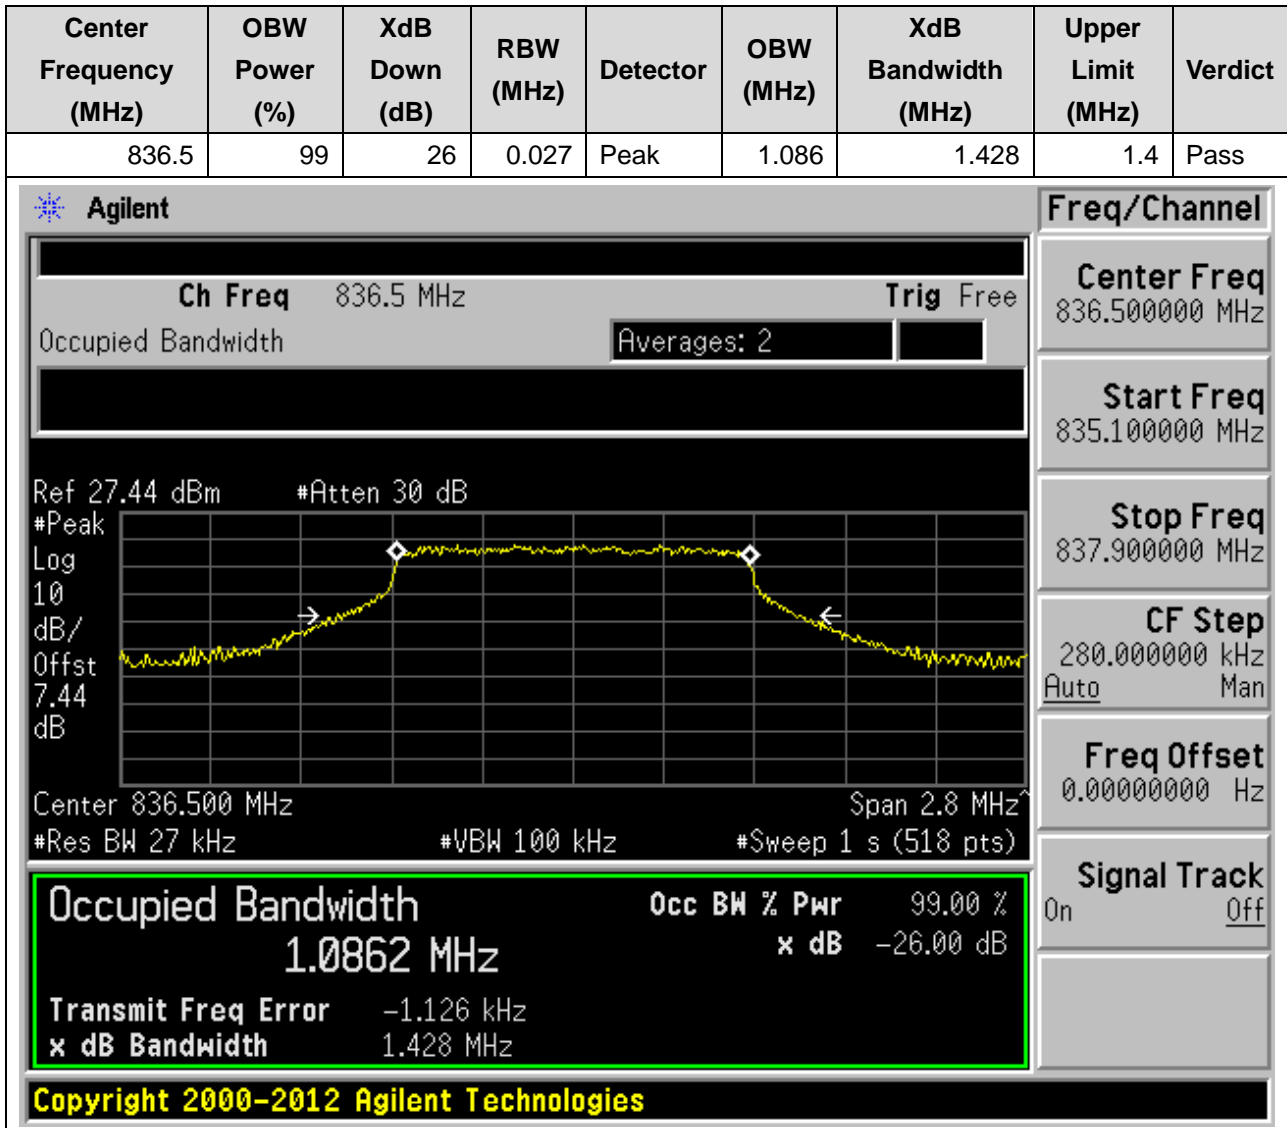 Center Frequency (MHz) OBW Power (%) XdB Down (dB) RBW (MHz) Detector OBW (MHz) XdB Bandwidth (MHz) Upper Limit (MHz) Verdict
836.5 99 26 0.027 Peak 1.086 1.428 1.4 Pass
Agilent
Freq/Channel
Ch Freq 836.5 MHz Trig Free
Occupied Bandwidth Averages: 2
Ref 27.44 dBm #Atten 30 dB
#Peak
Log
10
dB/
Offst
7.44
dB
Center 836.500 MHz Span 2.8 MHz^
#Res BW 27 kHz #VBW 100 kHz #Sweep 1 s (518 pts)
Occupied Bandwidth Occ BW % Pwr 99.00 %
1.0862 MHz x dB -26.00 dB
Transmit Freq Error -1.126 kHz
x dB Bandwidth 1.428 MHz
Center Freq
836.500000 MHz
Start Freq
835.100000 MHz
Stop Freq
837.900000 MHz
CF Step
280.000000 kHz
Auto Man
Freq Offset
0.00000000 Hz
Signal Track
On Off
Copyright 2000-2012 Agilent Technologies